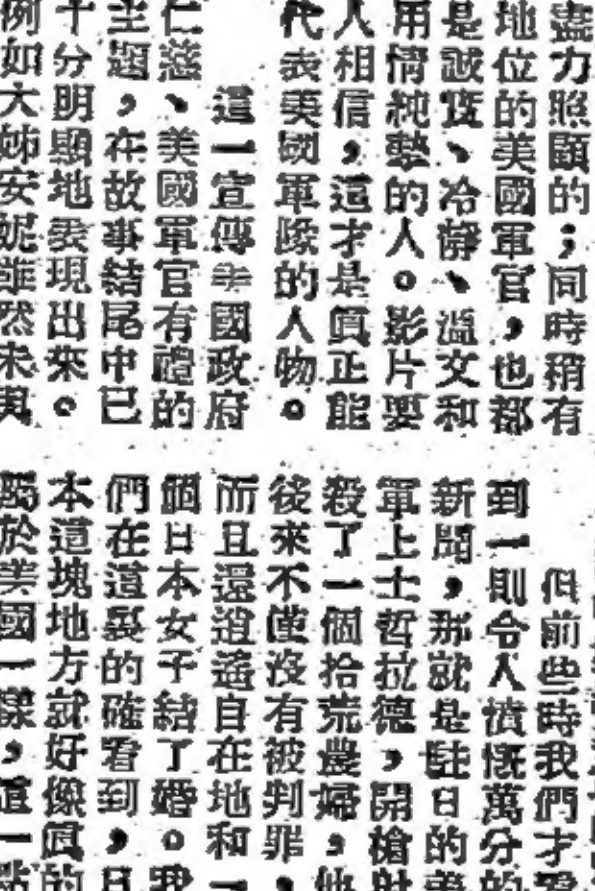 盡力照顧的；同時稍有
地位的美國軍官，也都
是誠實、冷靜、溫文和
用情純摯的人。影片要
人相信，這才是真正能
代表美國軍隊的人物。
這一宣傳美國政府
仁慈、美國軍官有禮的
主題，在故事結尾中已
十分明顯地表現出來。
例如大姊安妮雖然未
但前些時我們才
到一則令人憤慨萬分的
新聞，那就是駐日的美
軍上士哲拉德，開槍射
殺了一個拾荒農婦，他
後來不僅沒有被判罪，
而且還逍遙自在地和一
個日本女子結了婚。我
們在這裏的確看到，日
本這塊地方就好像真的
屬於美國一樣，這一點